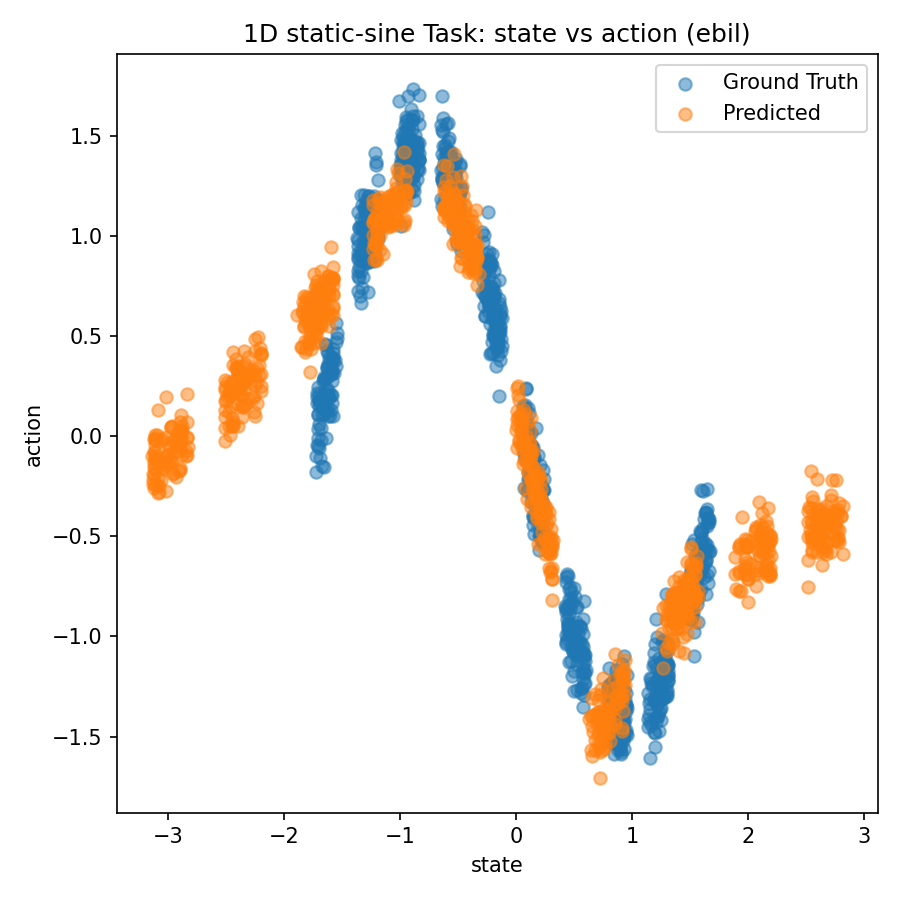 1D static-sine Task: state vs action (ebil)
Ground Truth
Predicted
1.5
1.0
0.5
0.0
−0.5
−1.0
−1.5
action
−3
−2
−1
0
1
2
3
state